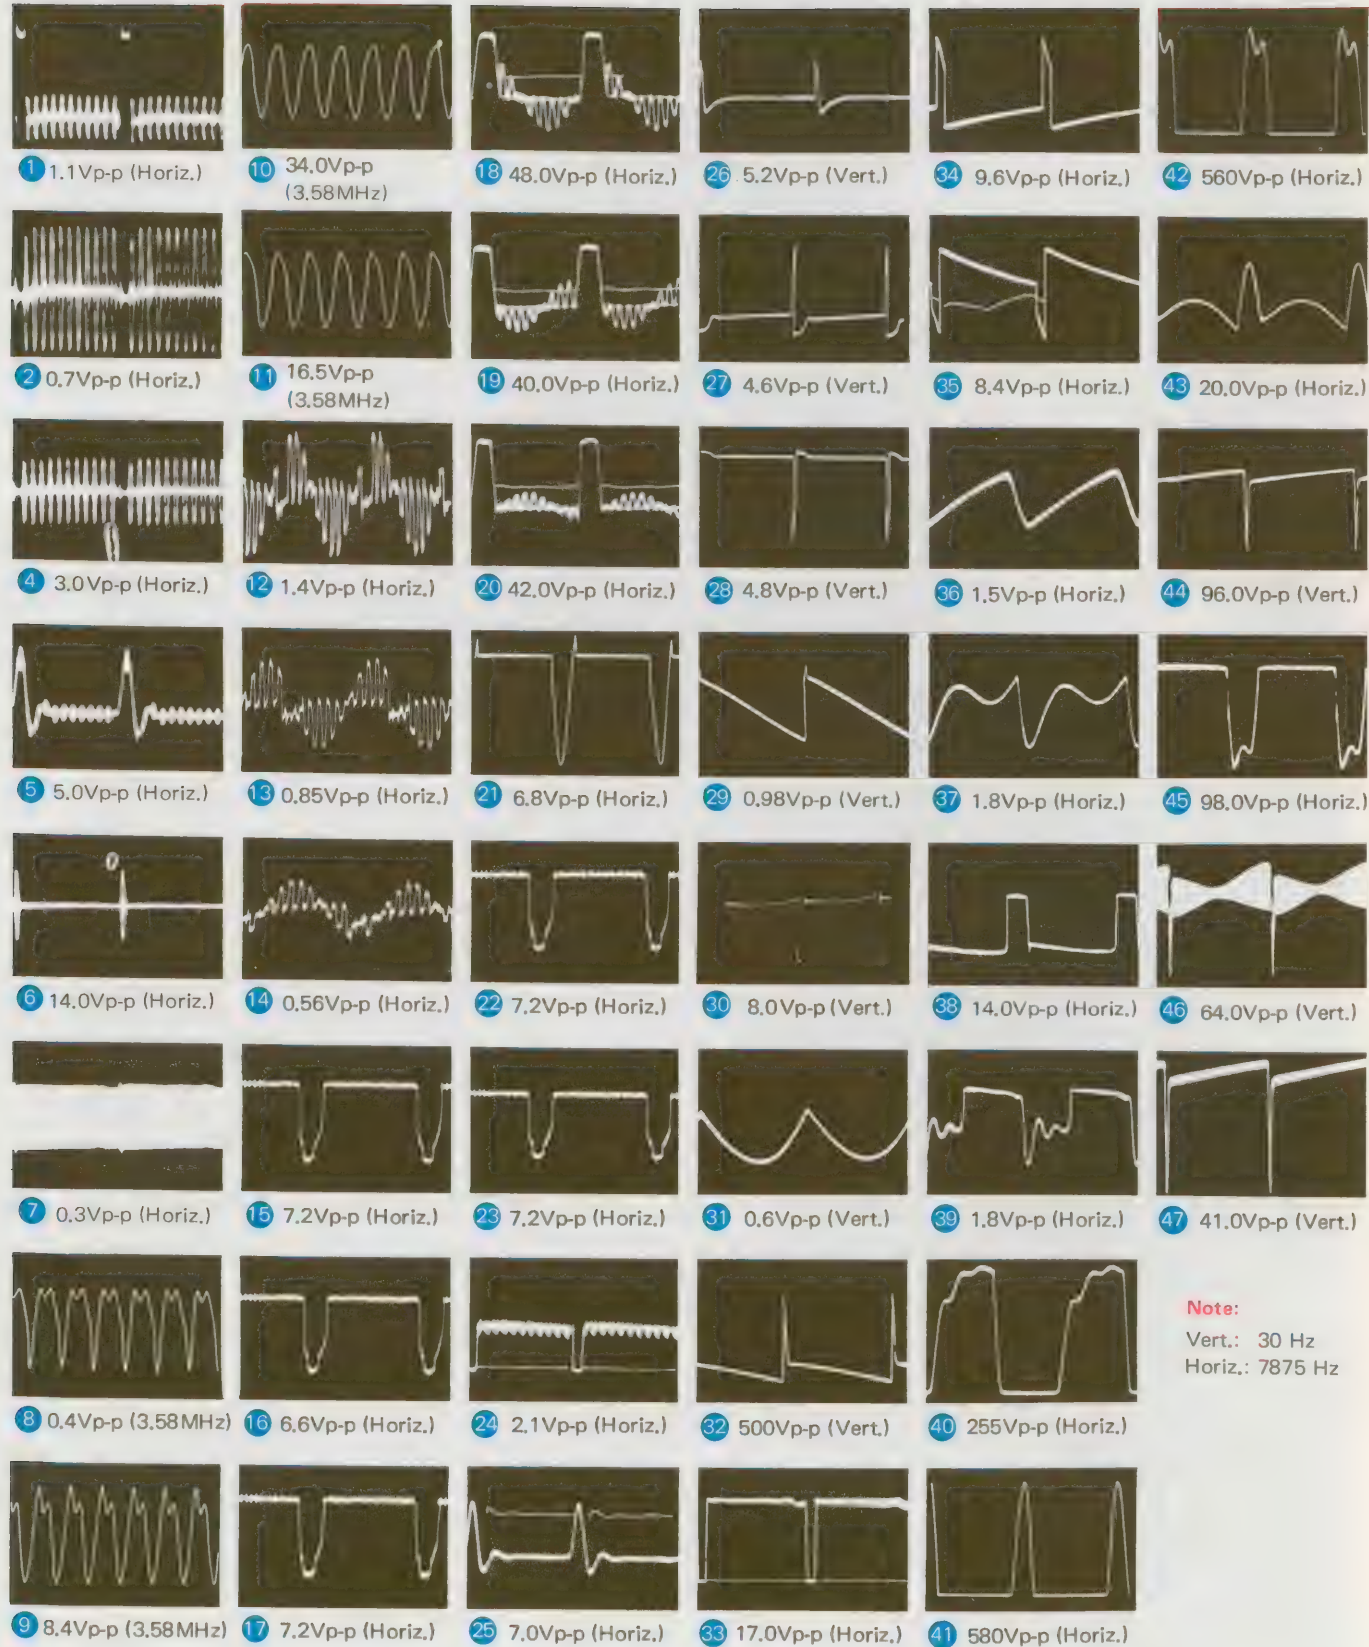 1 1.1Vp-p (Horiz.)
2 0.7Vp-p (Horiz.)
4 3.0Vp-p (Horiz.)
5 5.0Vp-p (Horiz.)
6 14.0Vp-p (Horiz.)
7 0.3Vp-p (Horiz.)
8 0.4Vp-p (3.58MHz)
9 8.4Vp-p (3.58MHz)
10 34.0Vp-p
(3.58MHz)
11 16.5Vp-p
(3.58MHz)
12 1.4Vp-p (Horiz.)
13 0.85Vp-p (Horiz.)
14 0.56Vp-p (Horiz.)
15 7.2Vp-p (Horiz.)
16 6.6Vp-p (Horiz.)
17 7.2Vp-p (Horiz.)
18 48.0Vp-p (Horiz.)
19 40.0Vp-p (Horiz.)
20 42.0Vp-p (Horiz.)
21 6.8Vp-p (Horiz.)
22 7.2Vp-p (Horiz.)
23 7.2Vp-p (Horiz.)
24 2.1Vp-p (Horiz.)
25 7.0Vp-p (Horiz.)
26 5.2Vp-p (Vert.)
27 4.6Vp-p (Vert.)
28 4.8Vp-p (Vert.)
29 0.98Vp-p (Vert.)
30 8.0Vp-p (Vert.)
31 0.6Vp-p (Vert.)
32 500Vp-p (Vert.)
33 17.0Vp-p (Horiz.)
34 9.6Vp-p (Horiz.)
35 8.4Vp-p (Horiz.)
36 1.5Vp-p (Horiz.)
37 1.8Vp-p (Horiz.)
38 14.0Vp-p (Horiz.)
39 1.8Vp-p (Horiz.)
40 255Vp-p (Horiz.)
41 580Vp-p (Horiz.)
42 560Vp-p (Horiz.)
43 20.0Vp-p (Horiz.)
44 96.0Vp-p (Vert.)
45 98.0Vp-p (Horiz.)
46 64.0Vp-p (Vert.)
47 41.0Vp-p (Vert.)
Note:
Vert.: 30 Hz
Horiz.: 7875 Hz